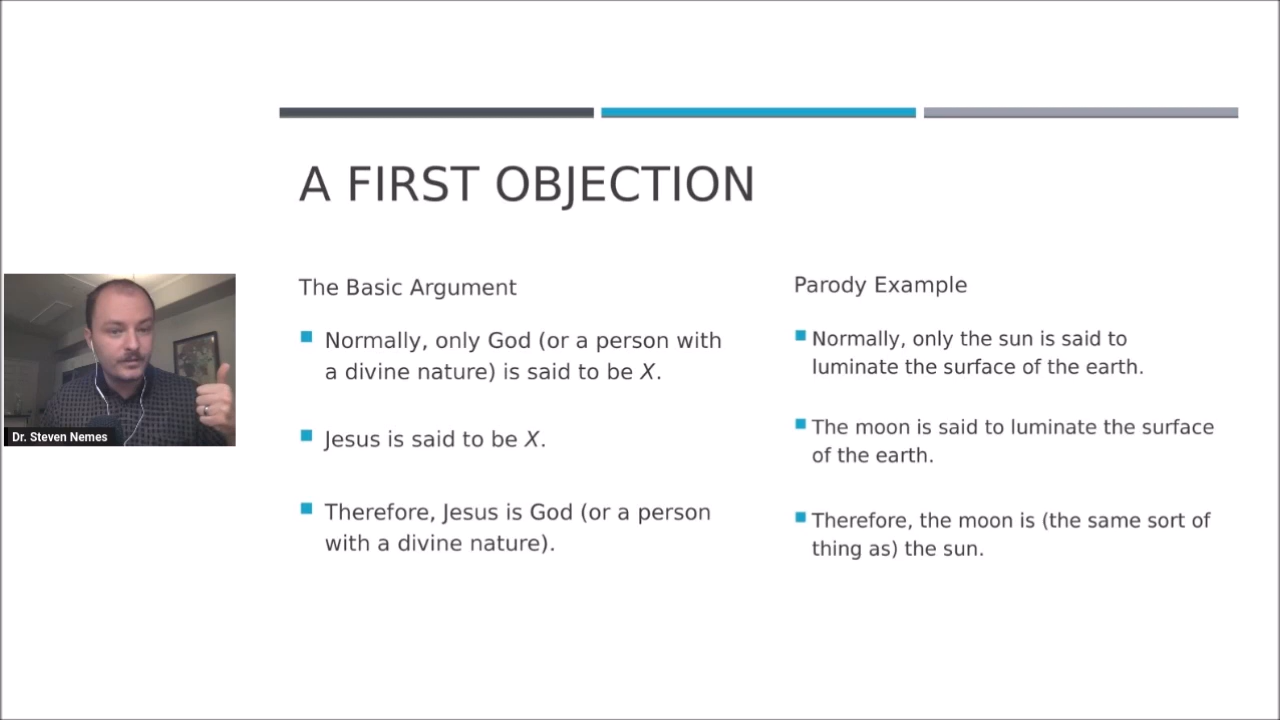 A FIRST OBJECTION
The Basic Argument
Normally, only God (or a person with
a divine nature) is said to be X.
Jesus is said to be X.
Therefore, Jesus is God (or a person
with a divine nature).
Parody Example
Normally, only the sun is said to
luminate the surface of the earth.
The moon is said to luminate the surface
of the earth.
Therefore, the moon is (the same sort of
thing as) the sun.
Dr. Steven Nemes